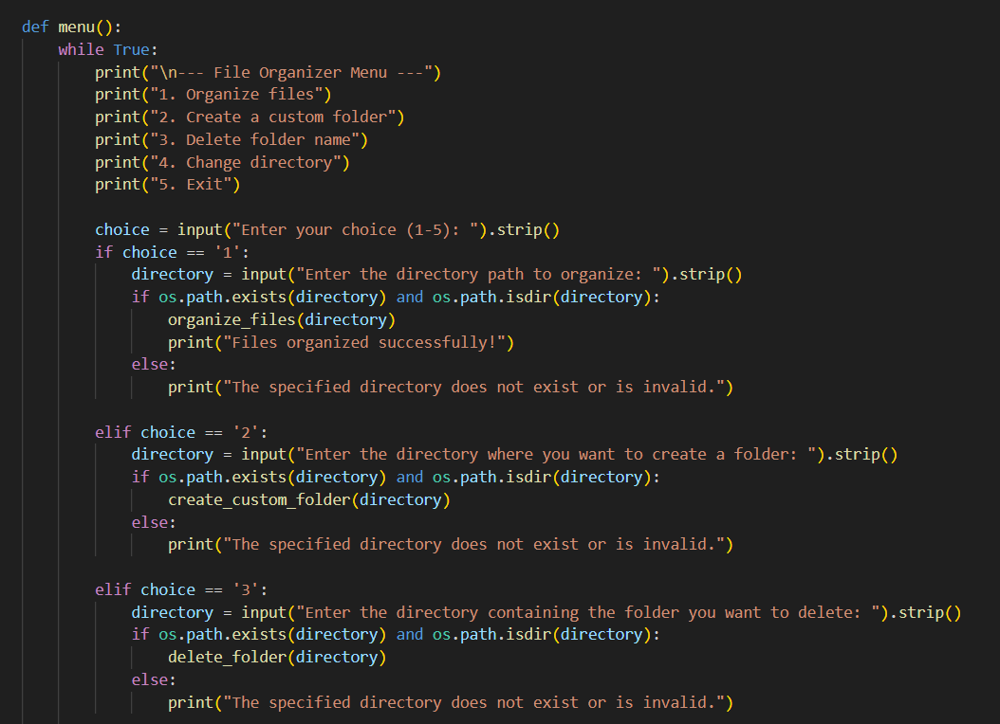 def menu():
    while True:
        print("\n--- File Organizer Menu ---")
        print("1. Organize files")
        print("2. Create a custom folder")
        print("3. Delete folder name")
        print("4. Change directory")
        print("5. Exit")

        choice = input("Enter your choice (1-5): ").strip()
        if choice == '1':
            directory = input("Enter the directory path to organize: ").strip()
            if os.path.exists(directory) and os.path.isdir(directory):
                organize_files(directory)
                print("Files organized successfully!")
            else:
                print("The specified directory does not exist or is invalid.")

        elif choice == '2':
            directory = input("Enter the directory where you want to create a folder: ").strip()
            if os.path.exists(directory) and os.path.isdir(directory):
                create_custom_folder(directory)
            else:
                print("The specified directory does not exist or is invalid.")

        elif choice == '3':
            directory = input("Enter the directory containing the folder you want to delete: ").strip()
            if os.path.exists(directory) and os.path.isdir(directory):
                delete_folder(directory)
            else:
                print("The specified directory does not exist or is invalid.")